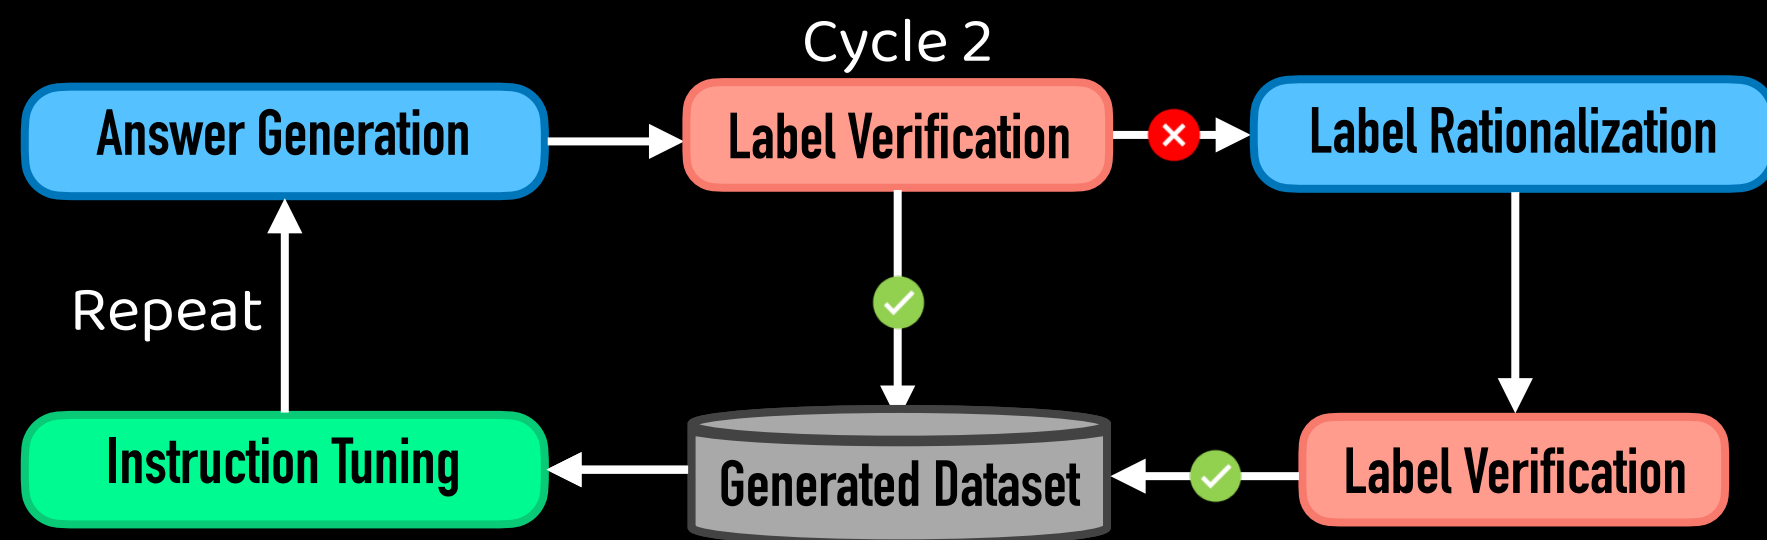 Cycle 2
Answer Generation
Label Verification
Label Rationalization
Repeat
Instruction Tuning
Generated Dataset
Label Verification